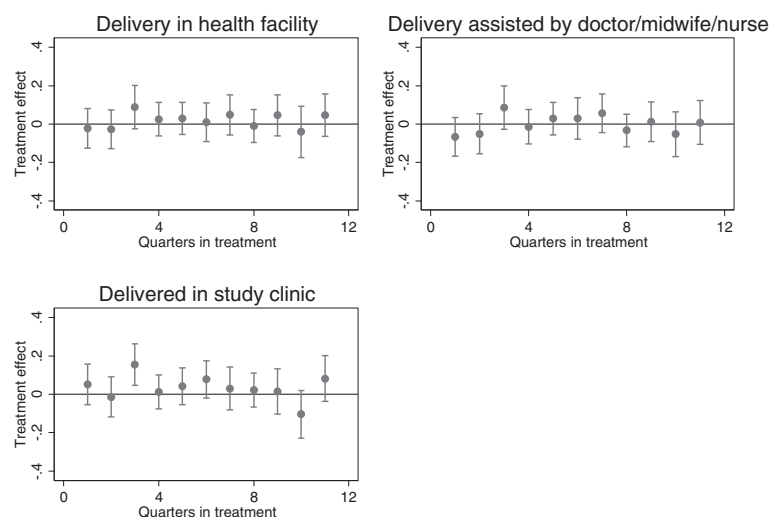 Delivery in health facility
Treatment effect
.4
.2
0
-.2
-.4
0 4 8 12
Quarters in treatment
Delivery assisted by doctor/midwife/nurse
Treatment effect
.4
.2
0
-.2
-.4
0 4 8 12
Quarters in treatment
Delivered in study clinic
Treatment effect
.4
.2
0
-.2
-.4
0 4 8 12
Quarters in treatment